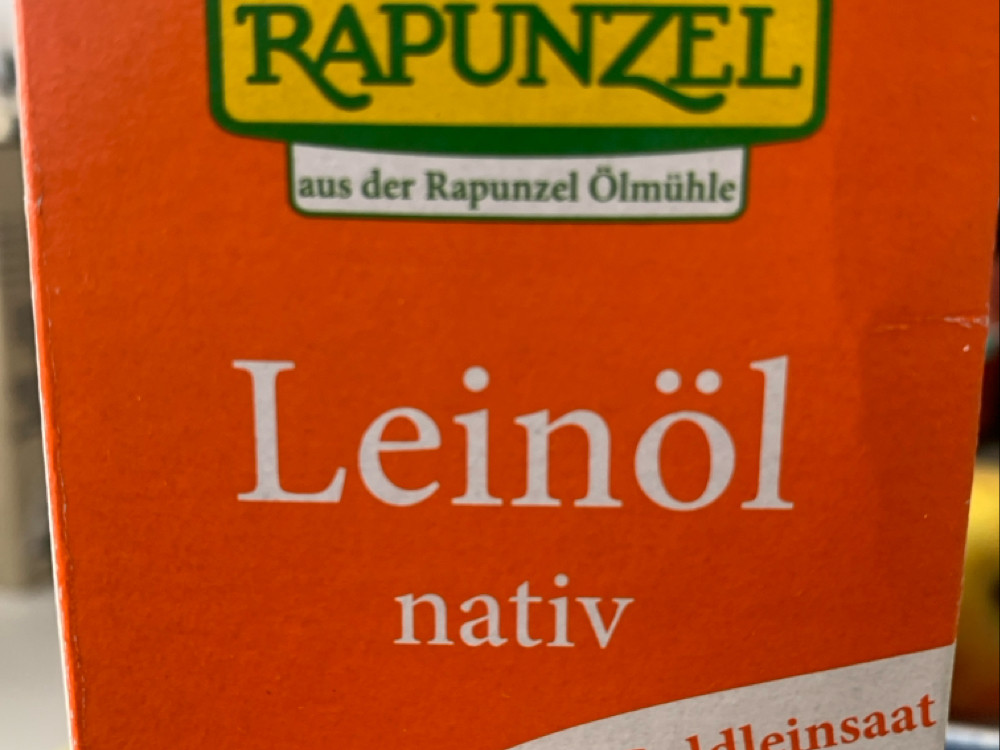 RAPUNZEL
aus der Rapunzel Ölmühle
Leinöl
nativ